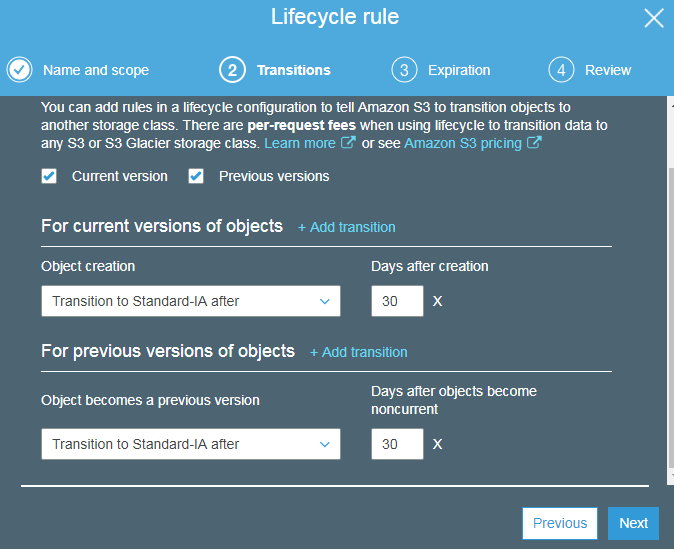 Lifecycle rule
Name and scope
2 Transitions
3 Expiration
4 Review
You can add rules in a lifecycle configuration to tell Amazon S3 to transition objects to
another storage class. There are per-request fees when using lifecycle to transition data to
any S3 or S3 Glacier storage class. Learn more or see Amazon S3 pricing
Current version Previous versions
For current versions of objects + Add transition
Object creation Days after creation
Transition to Standard-IA after 30 X
For previous versions of objects + Add transition
Object becomes a previous version
Days after objects become
noncurrent
Transition to Standard-IA after 30 X
Previous Next